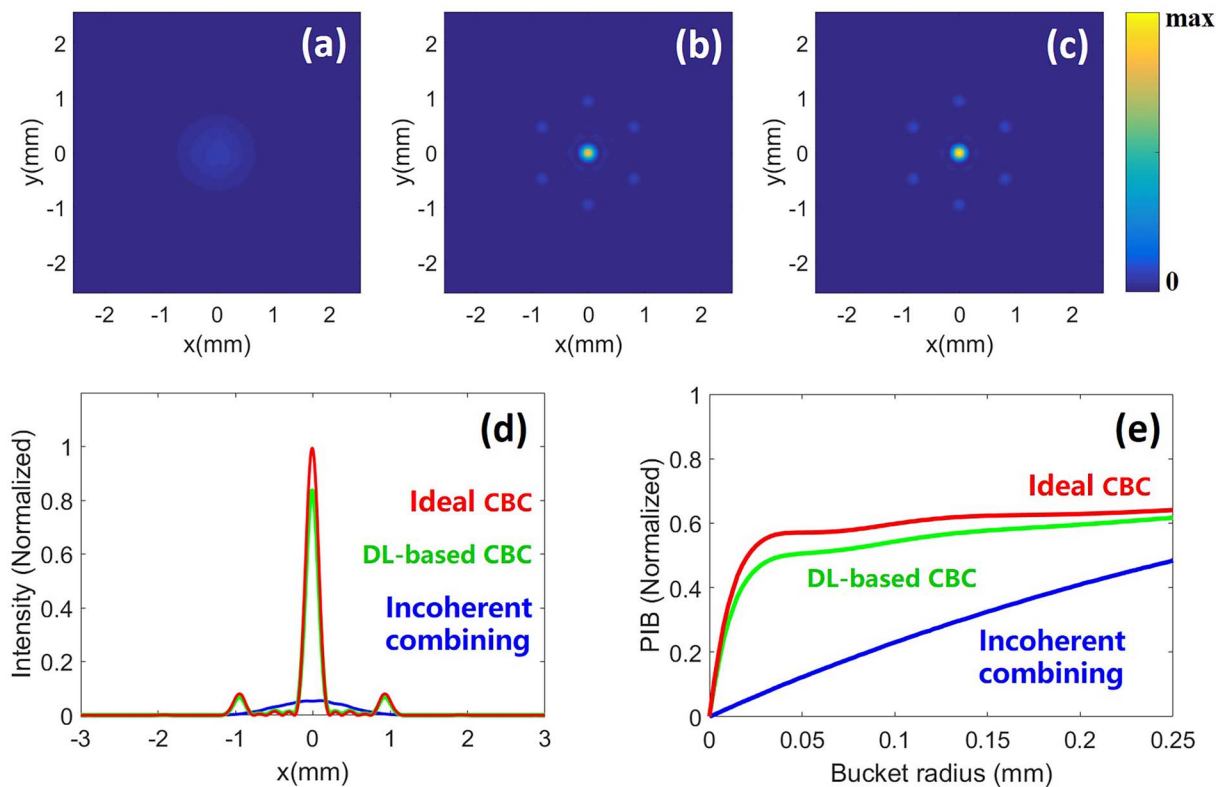 (a)
2
1
0
-1
-2
y(mm)
-2 -1 0 1 2
x(mm)
(b)
2
1
0
-1
-2
y(mm)
-2 -1 0 1 2
x(mm)
(c)
2
1
0
-1
-2
y(mm)
-2 -1 0 1 2
x(mm)
max
0
(d)
1
0.8
0.6
0.4
0.2
0
Intensity (Normalized)
Ideal CBC
DL-based CBC
Incoherent
combining
-3 -2 -1 0 1 2 3
x(mm)
(e)
1
0.8
0.6
0.4
0.2
0
PIB (Normalized)
Ideal CBC
DL-based CBC
Incoherent
combining
0 0.05 0.1 0.15 0.2 0.25
Bucket radius (mm)